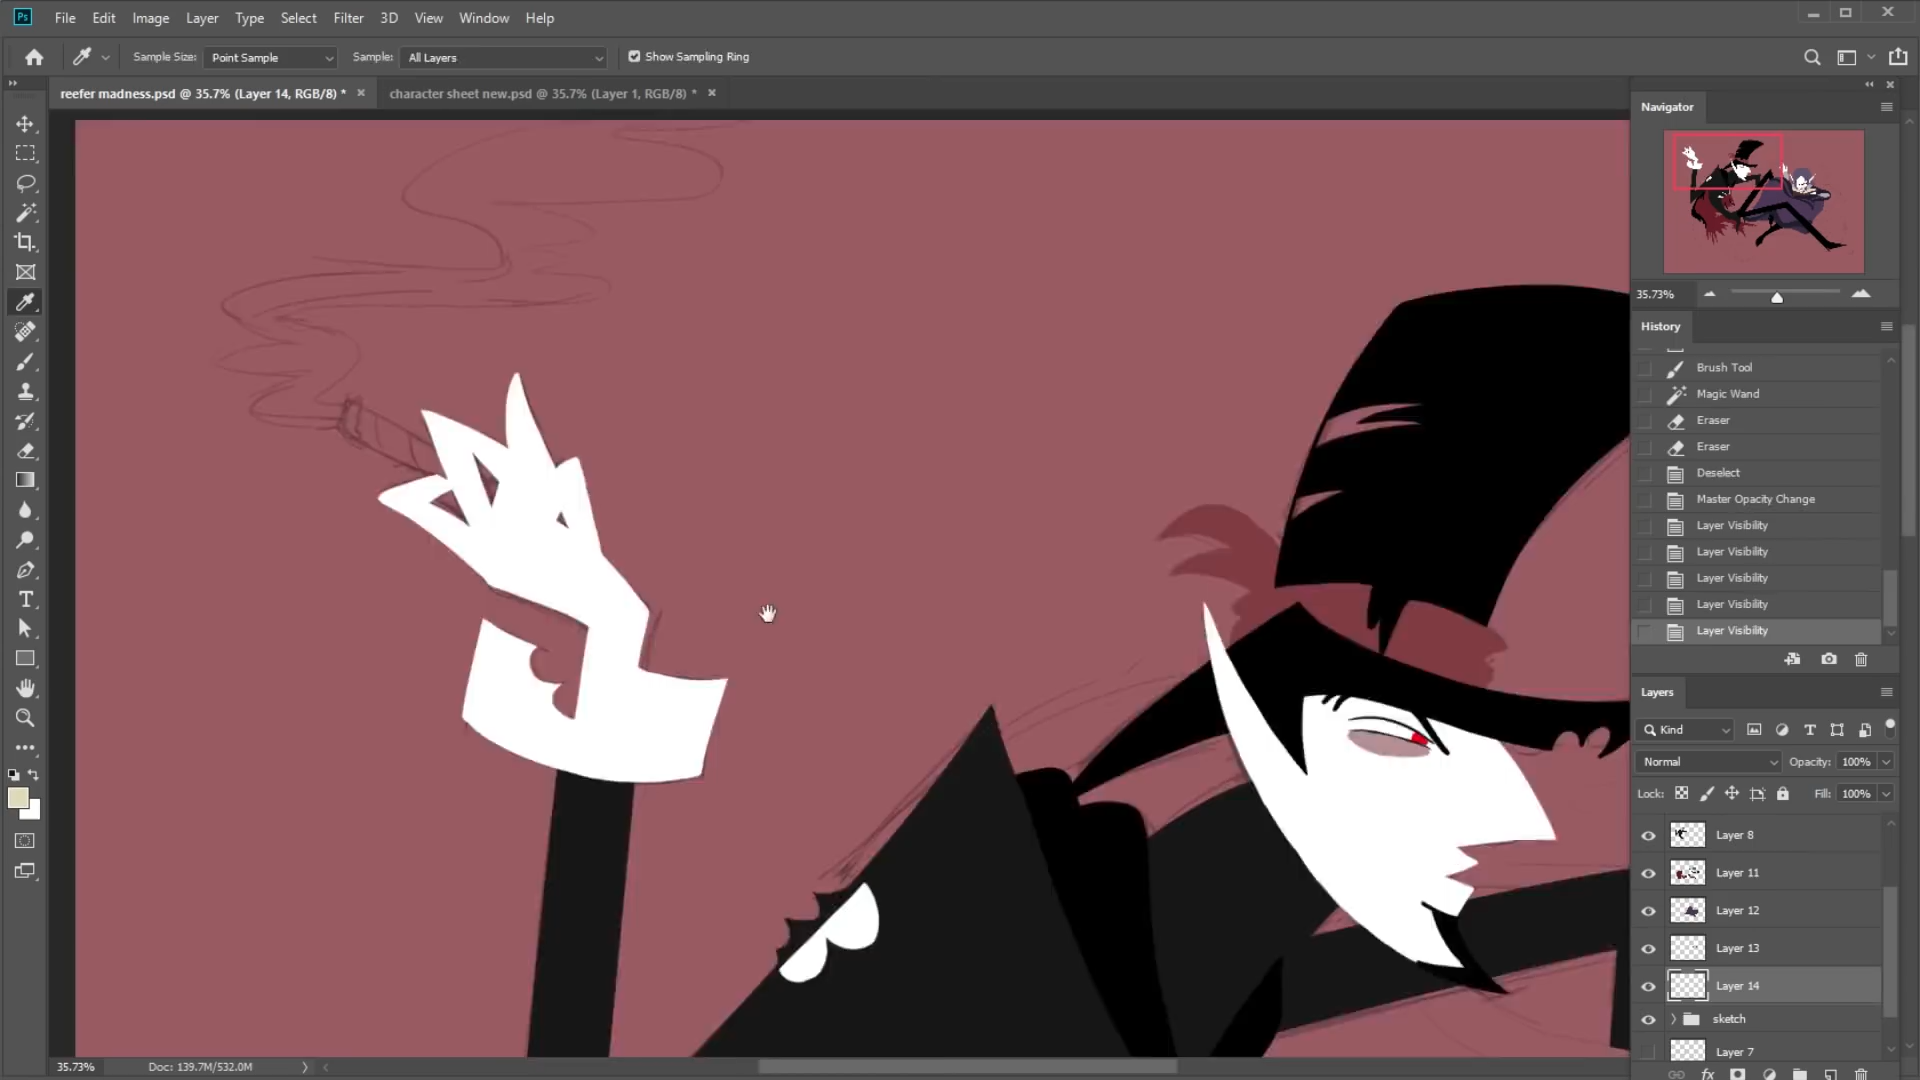 Ps File Edit Image Layer Type Select Filter 3D View Window Help
Sample Size: Point Sample Sample: All Layers Show Sampling Ring
reefer madness.psd @ 35.7% (Layer 14, RGB/8) * × character sheet new.psd @ 35.7% (Layer 1, RGB/8) * ×
Navigator
35.73%
History
Brush Tool
Magic Wand
Eraser
Eraser
Deselect
Master Opacity Change
Layer Visibility
Layer Visibility
Layer Visibility
Layer Visibility
Layer Visibility
Layers
Kind
Normal Opacity: 100%
Lock: Fill: 100%
Layer 8
Layer 11
Layer 12
Layer 13
Layer 14
sketch
Layer 7
35.73% Doc: 139.7M/532.0M
fx